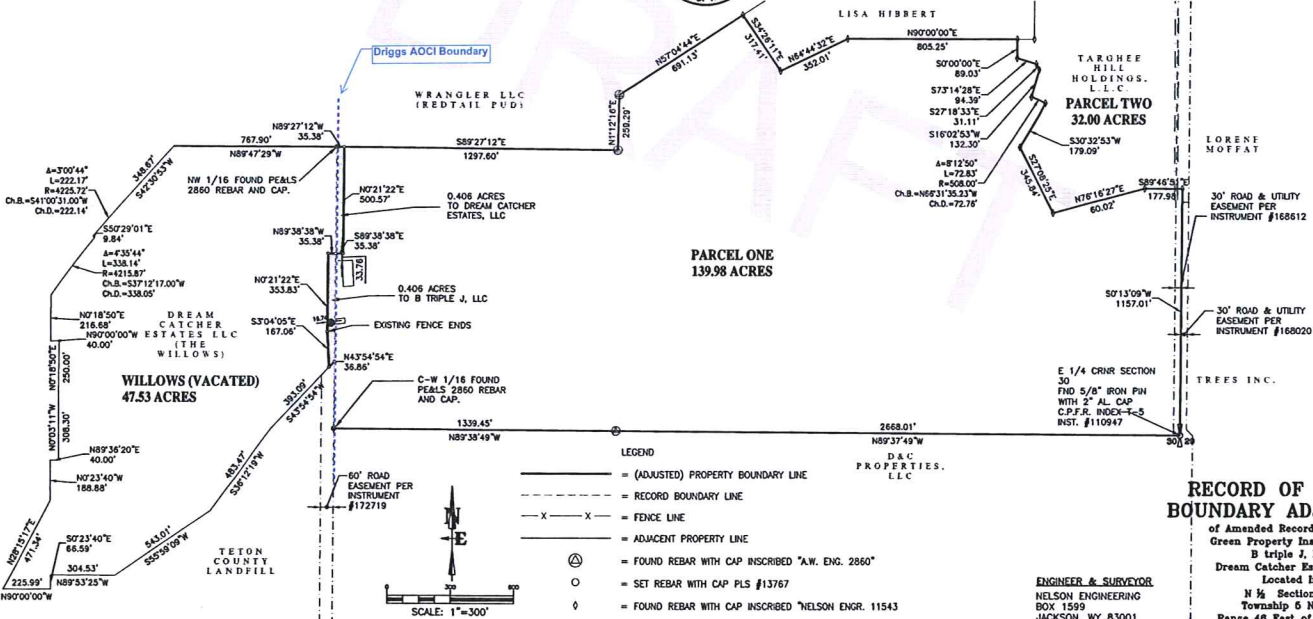 LISA HIBBERT
Driggs AOCI Boundary
WRANGLER LLC
(REDTAIL PUD)
N57°04'44"E
691.13'
S34°26'11"E
317.41'
N64°44'32"E
352.01'
N90°00'00"E
805.25'
S0°00'00"E
89.03'
S73°14'28"E
94.39'
S27°18'33"E
31.11'
S16°02'53"W
132.30'
Δ=8°12'50"
L=72.83'
R=508.00'
Ch.B.=N66°31'35.23"W
Ch.D.=72.76'
TARGHEE
HILL
HOLDINGS,
L.L.C.
PARCEL TWO
32.00 ACRES
S30°32'53"W
179.09'
S27°08'25"E
345.84'
N76°16'27"E
60.02'
S89°46'51"E
177.98'
LORENE
MOFFAT
30' ROAD & UTILITY
EASEMENT PER
INSTRUMENT #168612
N89°27'12"W
35.38'
767.90'
N89°47'29"W
S89°27'12"E
1297.60'
N1°12'16"E
259.29'
NW 1/16 FOUND PE&LS
2860 REBAR AND CAP.
348.67'
S42°30'53"W
Δ=3°00'44"
L=222.17'
R=4225.72'
Ch.B.=S41°00'31.00"W
Ch.D.=222.14'
S50°29'01"E
9.84'
Δ=4°35'44"
L=338.14'
R=4215.87'
Ch.B.=S37°12'17.00"W
Ch.D.=338.05'
N0°21'22"E
500.57'
0.406 ACRES
TO DREAM CATCHER
ESTATES, LLC
N89°38'38"W
35.38'
S89°38'38"E
35.38'
33.76
N0°21'22"E
353.83'
0.406 ACRES
TO B TRIPLE J, LLC
S3°04'05"E
167.06'
EXISTING FENCE ENDS
PARCEL ONE
139.98 ACRES
N0°18'50"E
216.68'
N90°00'00"W
40.00'
DREAM
CATCHER
ESTATES LLC
(THE
WILLOWS)
WILLOWS (VACATED)
47.53 ACRES
N0°18'50"E
250.00'
N0°03'11"W
308.30'
N89°36'20"E
40.00'
N0°23'40"W
188.88'
N28°15'17"E
471.34'
S0°23'40"E
66.59'
225.99'
N90°00'00"W
304.53'
N89°53'25"W
543.01'
S55°59'09"W
483.47'
S36°12'19"W
393.09'
S43°54'54"W
N43°54'54"E
36.86'
C-W 1/16 FOUND
PE&LS 2860 REBAR
AND CAP.
1339.45'
N89°38'49"W
2668.01'
N89°37'49"W
D&C
PROPERTIES,
LLC
S0°13'09"W
1157.01'
30' ROAD & UTILITY
EASEMENT PER
INSTRUMENT #168020
E 1/4 CRNR SECTION
30
FND 5/8" IRON PIN
WITH 2" AL. CAP
C.P.F.R. INDEX T-5
INST. #110947
30 29
TREES INC.
60' ROAD
EASEMENT PER
INSTRUMENT
#172719
TETON
COUNTY
LANDFILL
N
E
0 300 600
SCALE: 1"=300'
LEGEND
= (ADJUSTED) PROPERTY BOUNDARY LINE
= RECORD BOUNDARY LINE
X X = FENCE LINE
= ADJACENT PROPERTY LINE
= FOUND REBAR WITH CAP INSCRIBED "A.W. ENG. 2860"
= SET REBAR WITH CAP PLS #13767
= FOUND REBAR WITH CAP INSCRIBED "NELSON ENGR. 11543
ENGINEER & SURVEYOR
NELSON ENGINEERING
BOX 1599
JACKSON, WY 83001
RECORD OF
BOUNDARY AD
of Amended Record
Green Property Ins
B triple J,
Dream Catcher Es
Located I
N ½ Section
Township 5 N
Range 46 East of
DRAFT